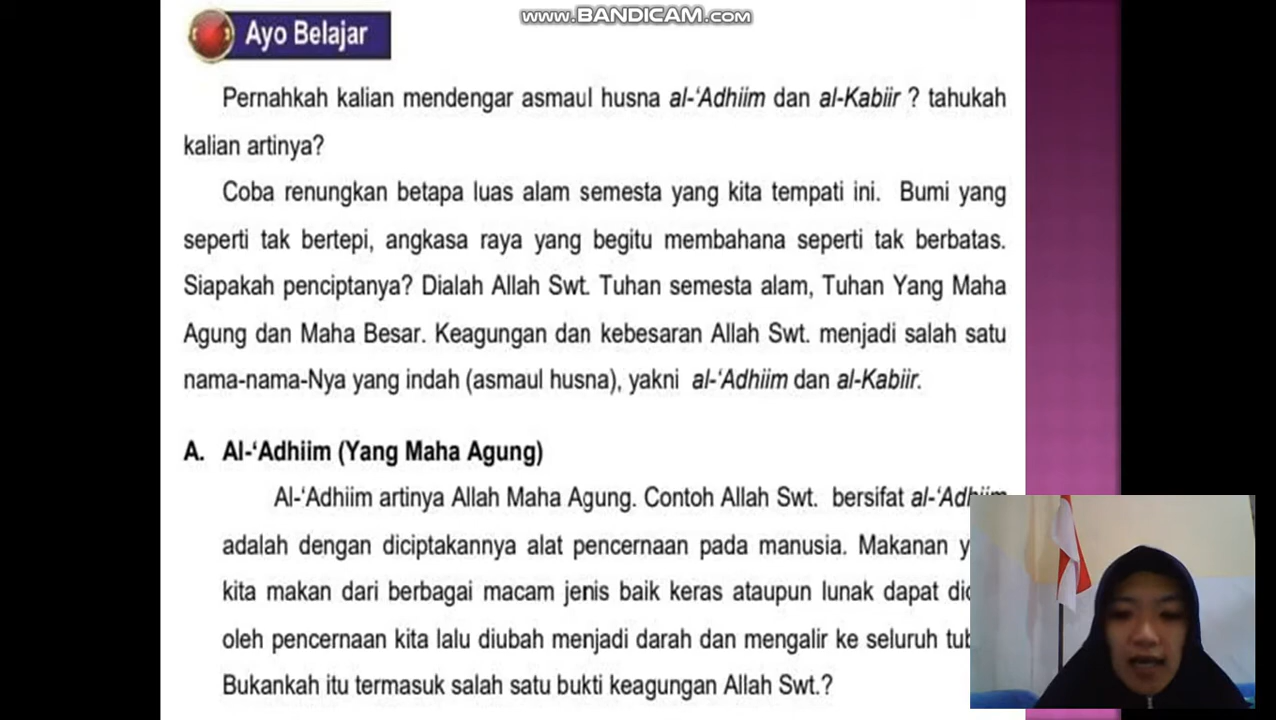 www.BANDICAM.com
Ayo Belajar
Pernahkah kalian mendengar asmaul husna al-‘Adhiim dan al-Kabiir ? tahukah
kalian artinya?
Coba renungkan betapa luas alam semesta yang kita tempati ini. Bumi yang
seperti tak bertepi, angkasa raya yang begitu membahana seperti tak berbatas.
Siapakah penciptanya? Dialah Allah Swt. Tuhan semesta alam, Tuhan Yang Maha
Agung dan Maha Besar. Keagungan dan kebesaran Allah Swt. menjadi salah satu
nama-nama-Nya yang indah (asmaul husna), yakni al-‘Adhiim dan al-Kabiir.
A. Al-‘Adhiim (Yang Maha Agung)
Al-‘Adhiim artinya Allah Maha Agung. Contoh Allah Swt. bersifat al-‘Adhiim
adalah dengan diciptakannya alat pencernaan pada manusia. Makanan
kita makan dari berbagai macam jenis baik keras ataupun lunak dapat
oleh pencernaan kita lalu diubah menjadi darah dan mengalir ke seluruh
Bukankah itu termasuk salah satu bukti keagungan Allah Swt.?